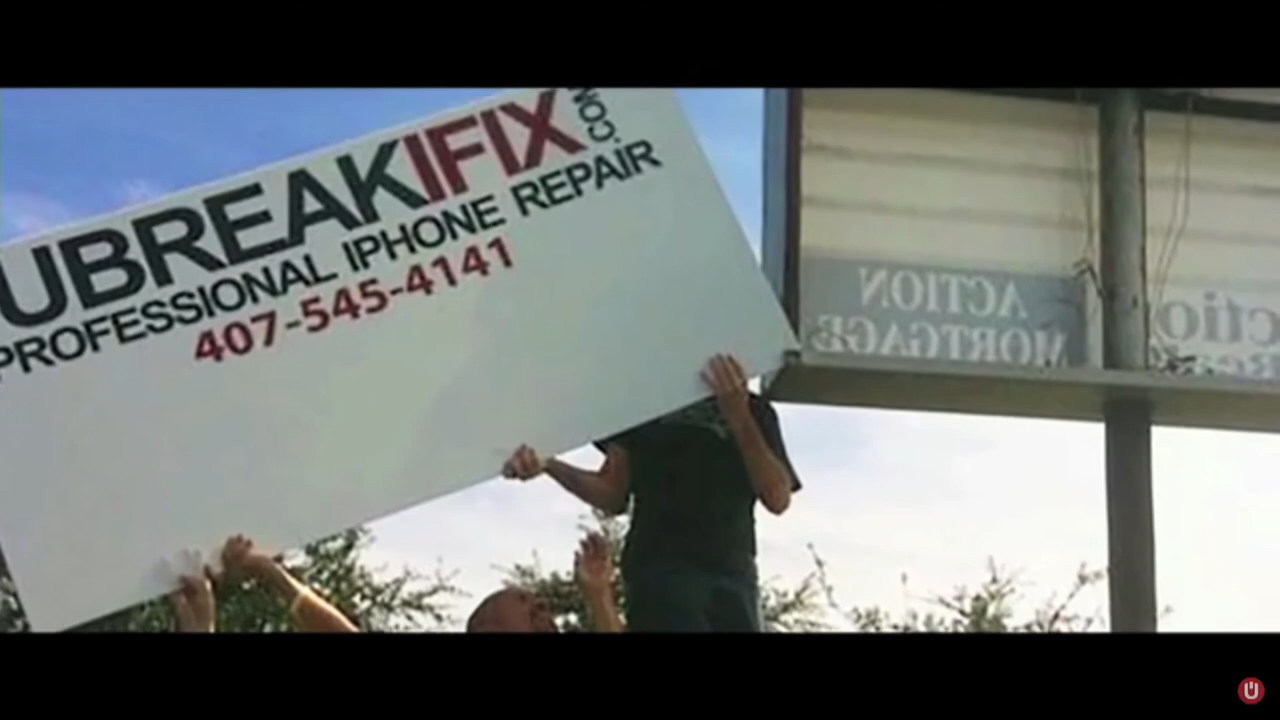 UBREAKIFIX.COM
PROFESSIONAL IPHONE REPAIR
407-545-4141
ACTION
MORTGAGE